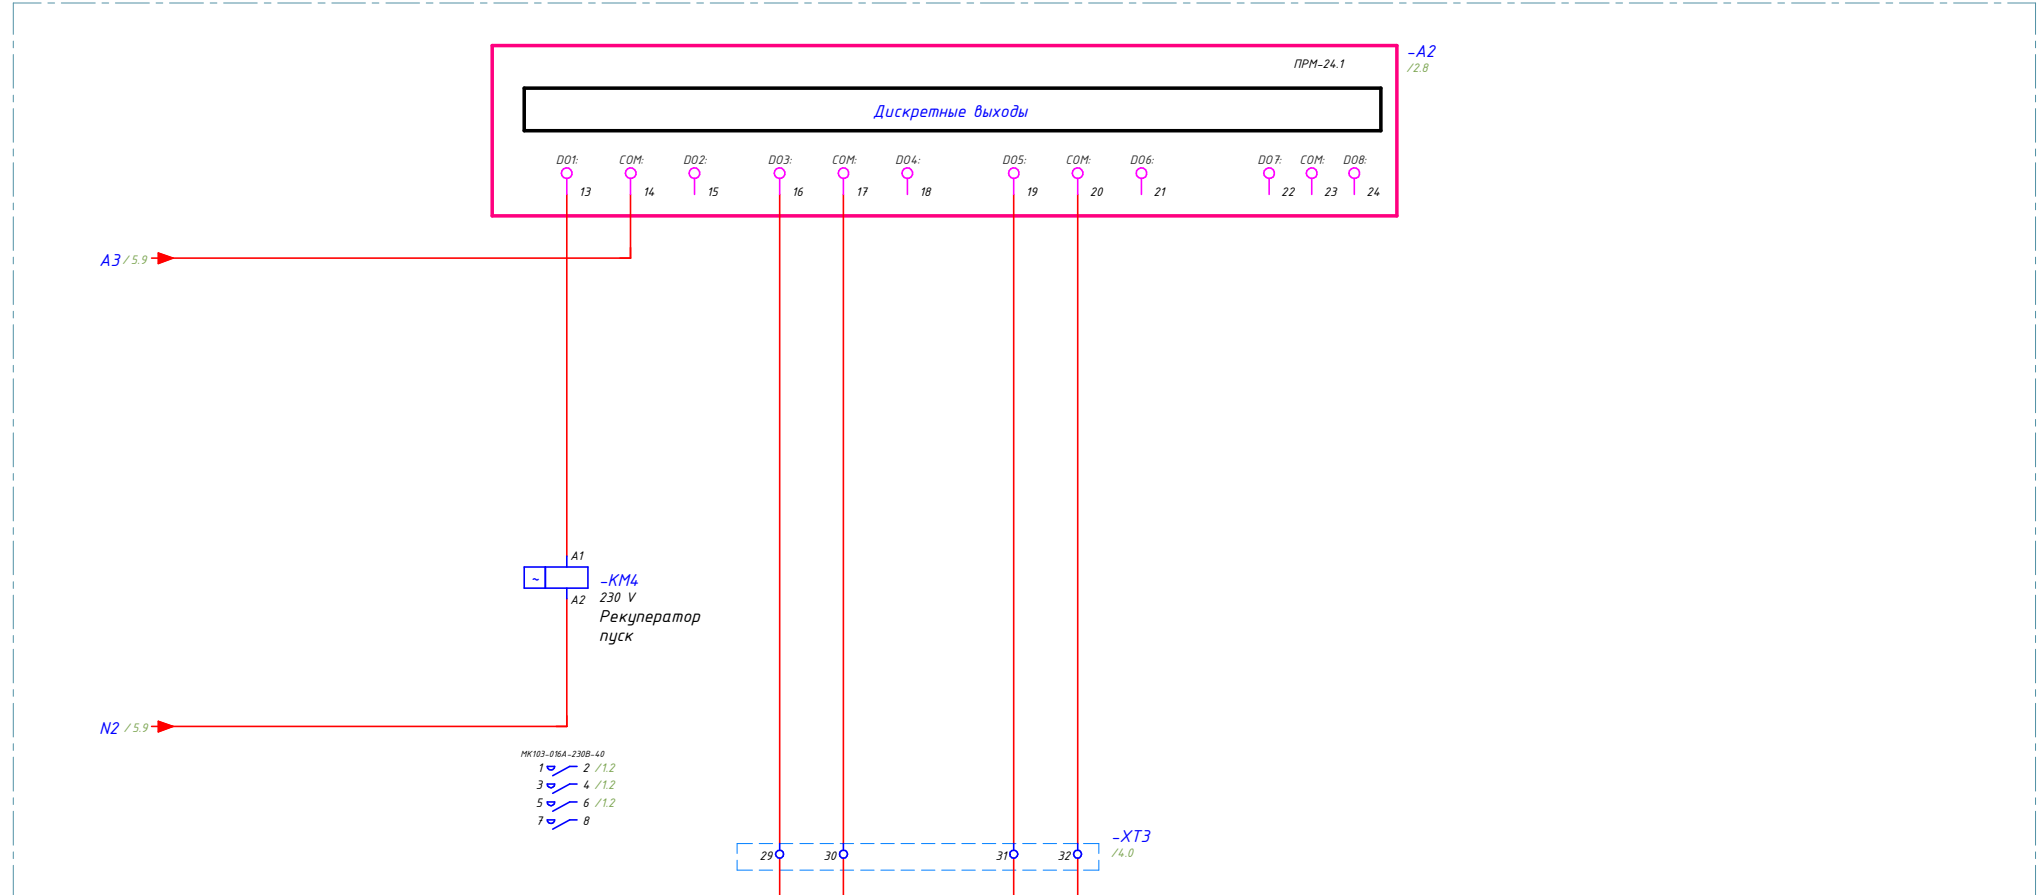 -A2
/2.8
ПРМ-24.1
Дискретные выходы
DO1: COM: DO2: DO3: COM: DO4: DO5: COM: DO6: DO7: COM: DO8:
13 14 15 16 17 18 19 20 21 22 23 24
A3 /5.9
A1
~
-KM4
A2
230 V
Рекуператор
пуск
N2 /5.9
МК103-016А-230В-40
1 2 /1.2
3 4 /1.2
5 6 /1.2
7 8
-XT3
/4.0
29 30 31 32